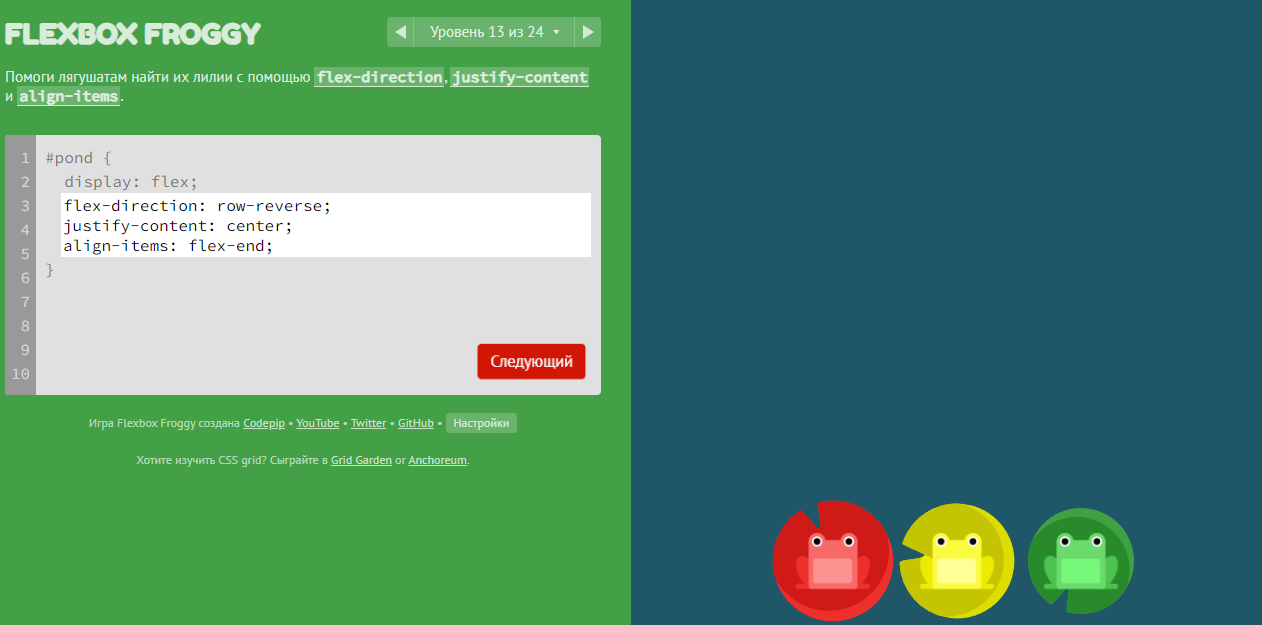 FLEXBOX FROGGY
Уровень 13 из 24
Помоги лягушатам найти их лилии с помощью flex-direction, justify-content
и align-items.
1 #pond {
2 display: flex;
3 flex-direction: row-reverse;
4 justify-content: center;
5 align-items: flex-end;
6 }
7
8
9
10
Следующий
Игра Flexbox Froggy создана Codepip • YouTube • Twitter • GitHub • Настройки
Хотите изучить CSS grid? Сыграйте в Grid Garden or Anchoreum.